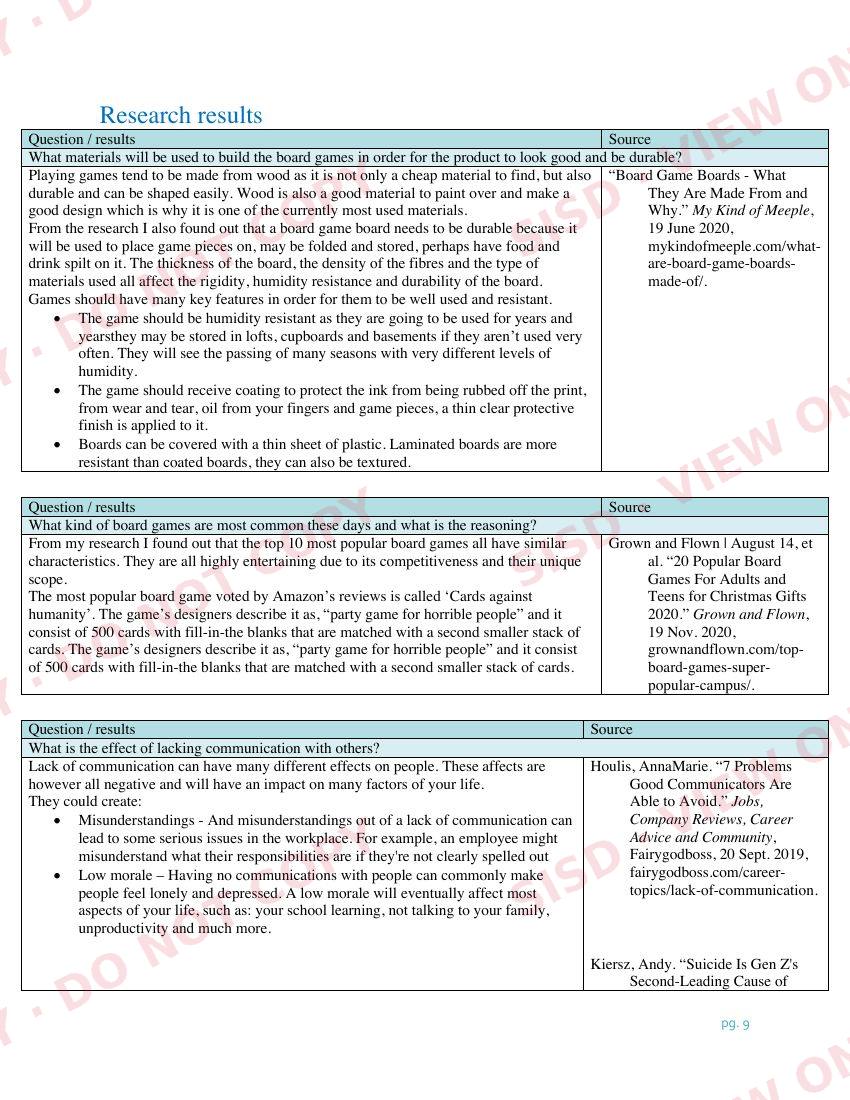 Research results
Question / results
Source
What materials will be used to build the board games in order for the product to look good and be durable?
Playing games tend to be made from wood as it is not only a cheap material to find, but also
durable and can be shaped easily. Wood is also a good material to paint over and make a
good design which is why it is one of the currently most used materials.
From the research I also found out that a board game board needs to be durable because it
will be used to place game pieces on, may be folded and stored, perhaps have food and
drink spilt on it. The thickness of the board, the density of the fibres and the type of
materials used all affect the rigidity, humidity resistance and durability of the board.
Games should have many key features in order for them to be well used and resistant.
• The game should be humidity resistant as they are going to be used for years and
yearsthey may be stored in lofts, cupboards and basements if they aren't used very
often. They will see the passing of many seasons with very different levels of
humidity.
• The game should receive coating to protect the ink from being rubbed off the print,
from wear and tear, oil from your fingers and game pieces, a thin clear protective
finish is applied to it.
• Boards can be covered with a thin sheet of plastic. Laminated boards are more
resistant than coated boards, they can also be textured.
“Board Game Boards - What
They Are Made From and
Why.” My Kind of Meeple,
19 June 2020,
mykindofmeeple.com/what-
are-board-game-boards-
made-of/.
Question / results
Source
What kind of board games are most common these days and what is the reasoning?
From my research I found out that the top 10 most popular board games all have similar
characteristics. They are all highly entertaining due to its competitiveness and their unique
scope.
The most popular board game voted by Amazon’s reviews is called ‘Cards against
humanity’. The game’s designers describe it as, “party game for horrible people” and it
consist of 500 cards with fill-in-the blanks that are matched with a second smaller stack of
cards. The game’s designers describe it as, “party game for horrible people” and it consist
of 500 cards with fill-in-the blanks that are matched with a second smaller stack of cards.
Grown and Flown | August 14, et
al. “20 Popular Board
Games For Adults and
Teens for Christmas Gifts
2020.” Grown and Flown,
19 Nov. 2020,
grownandflown.com/top-
board-games-super-
popular-campus/.
Question / results
Source
What is the effect of lacking communication with others?
Lack of communication can have many different effects on people. These affects are
however all negative and will have an impact on many factors of your life.
They could create:
• Misunderstandings - And misunderstandings out of a lack of communication can
lead to some serious issues in the workplace. For example, an employee might
misunderstand what their responsibilities are if they're not clearly spelled out
• Low morale – Having no communications with people can commonly make
people feel lonely and depressed. A low morale will eventually affect most
aspects of your life, such as: your school learning, not talking to your family,
unproductivity and much more.
Houlis, AnnaMarie. “7 Problems
Good Communicators Are
Able to Avoid.” Jobs,
Company Reviews, Career
Advice and Community,
Fairygodboss, 20 Sept. 2019,
fairygodboss.com/career-
topics/lack-of-communication.
Kiersz, Andy. “Suicide Is Gen Z's
Second-Leading Cause of
pg. 9
SISD - VIEW ON
Y - DO NOT COPY
SISD - VIEW ON
Y - DO NOT COPY
SISD - VIEW ON
Y - DO NOT COPY